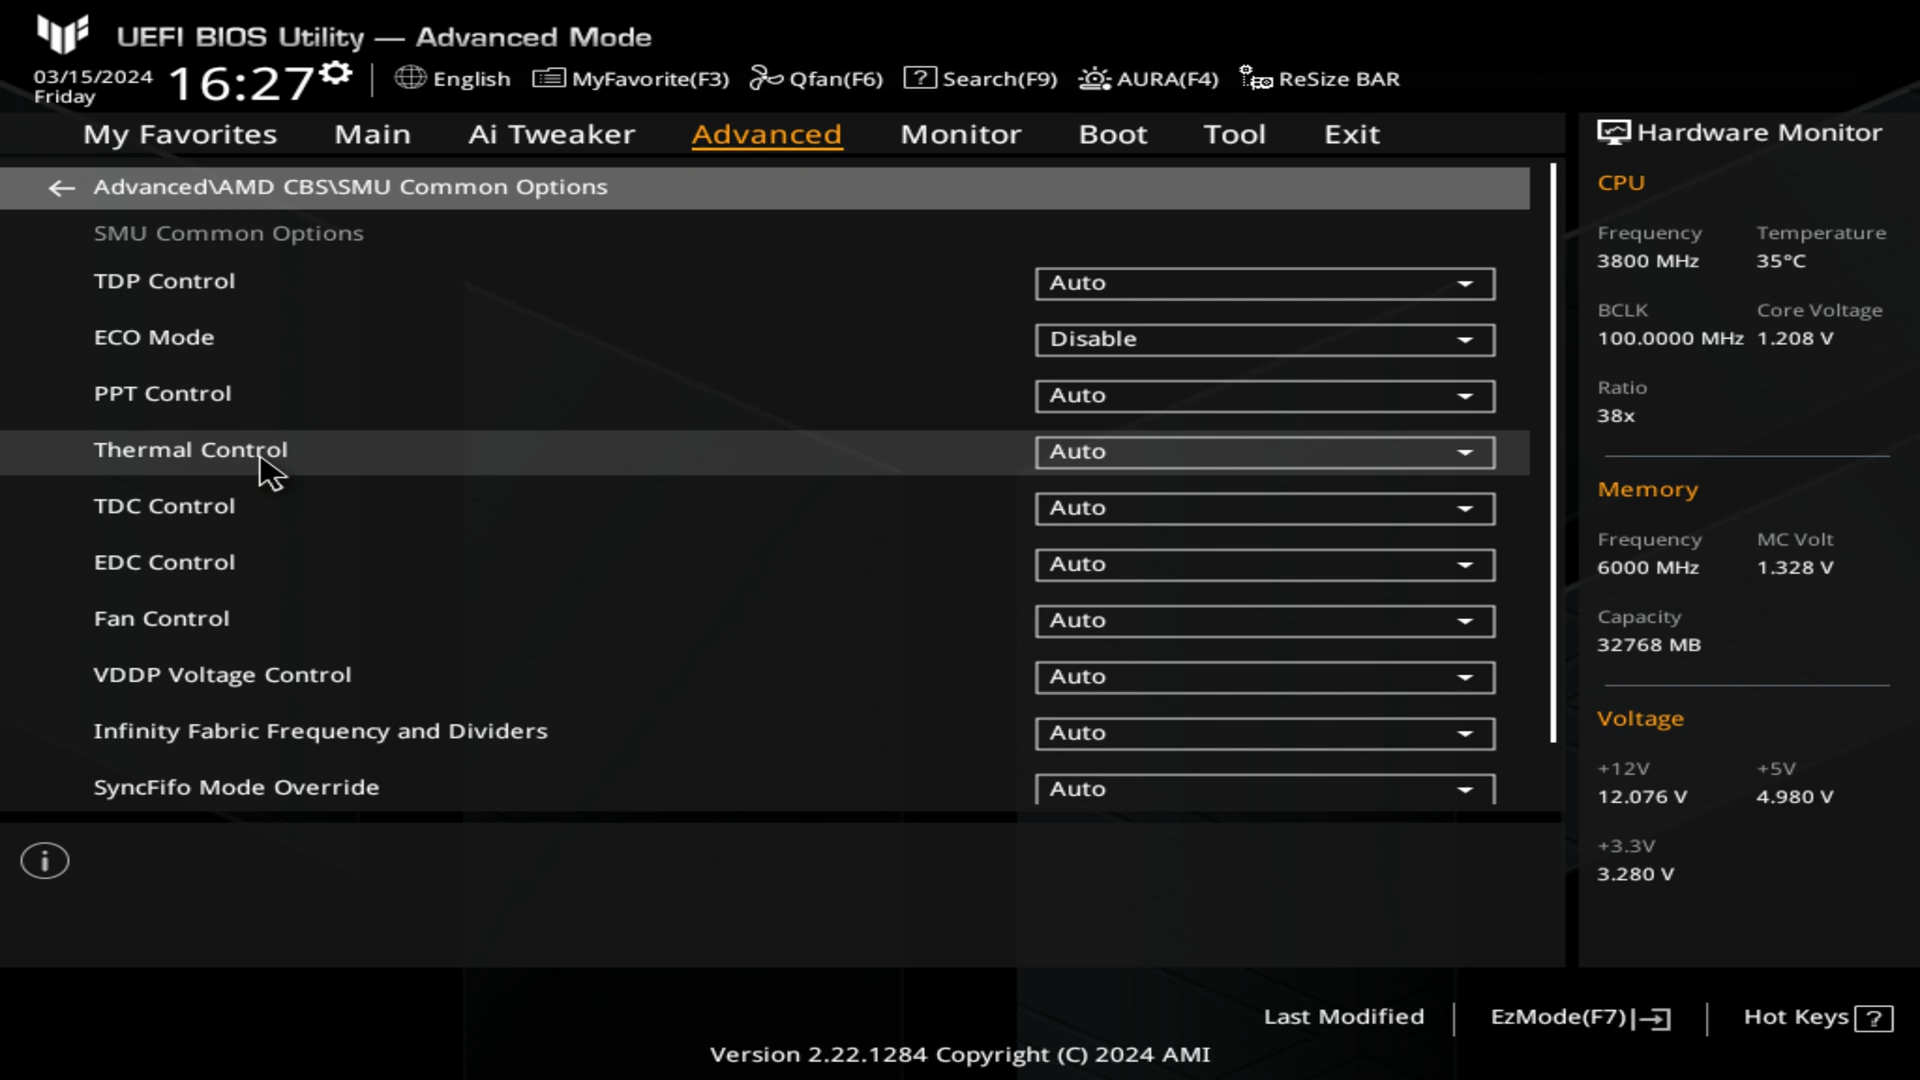 UEFI BIOS Utility — Advanced Mode
03/15/2024
Friday
16:27
English
MyFavorite(F3)
Qfan(F6)
Search(F9)
AURA(F4)
ReSize BAR
My Favorites
Main
Ai Tweaker
Advanced
Monitor
Boot
Tool
Exit
Advanced\AMD CBS\SMU Common Options
SMU Common Options
TDP Control Auto
ECO Mode Disable
PPT Control Auto
Thermal Control Auto
TDC Control Auto
EDC Control Auto
Fan Control Auto
VDDP Voltage Control Auto
Infinity Fabric Frequency and Dividers Auto
SyncFifo Mode Override Auto
Hardware Monitor
CPU
Frequency Temperature
3800 MHz 35°C
BCLK Core Voltage
100.0000 MHz 1.208 V
Ratio
38x
Memory
Frequency MC Volt
6000 MHz 1.328 V
Capacity
32768 MB
Voltage
+12V +5V
12.076 V 4.980 V
+3.3V
3.280 V
Last Modified
EzMode(F7)
Hot Keys ?
Version 2.22.1284 Copyright (C) 2024 AMI